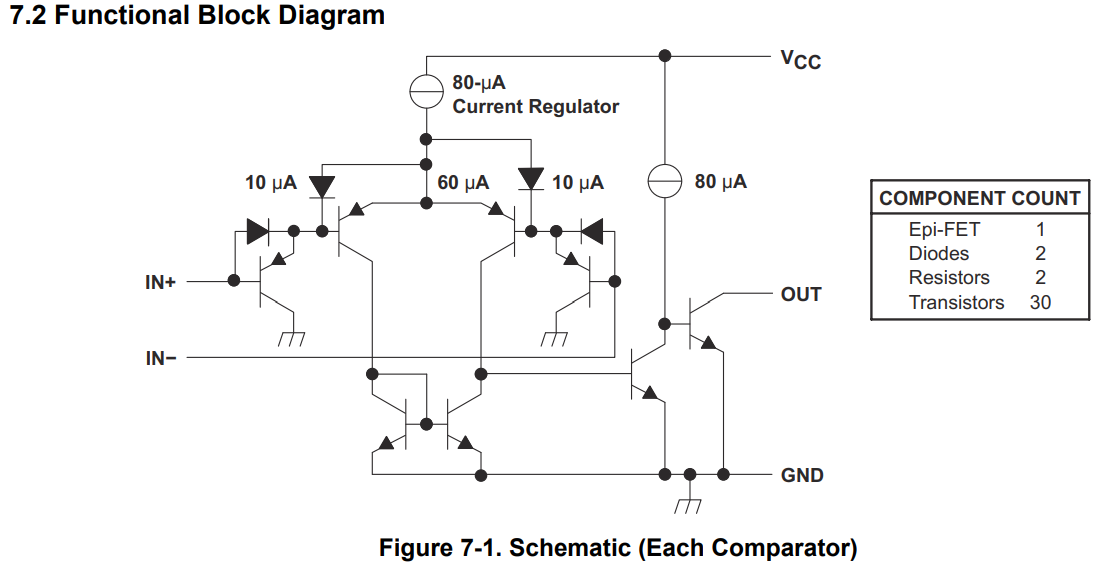 7.2 Functional Block Diagram
VCC
80-µA
Current Regulator
10 µA
60 µA
10 µA
80 µA
COMPONENT COUNT
Epi-FET 1
Diodes 2
Resistors 2
Transistors 30
IN+
OUT
IN−
GND
Figure 7-1. Schematic (Each Comparator)